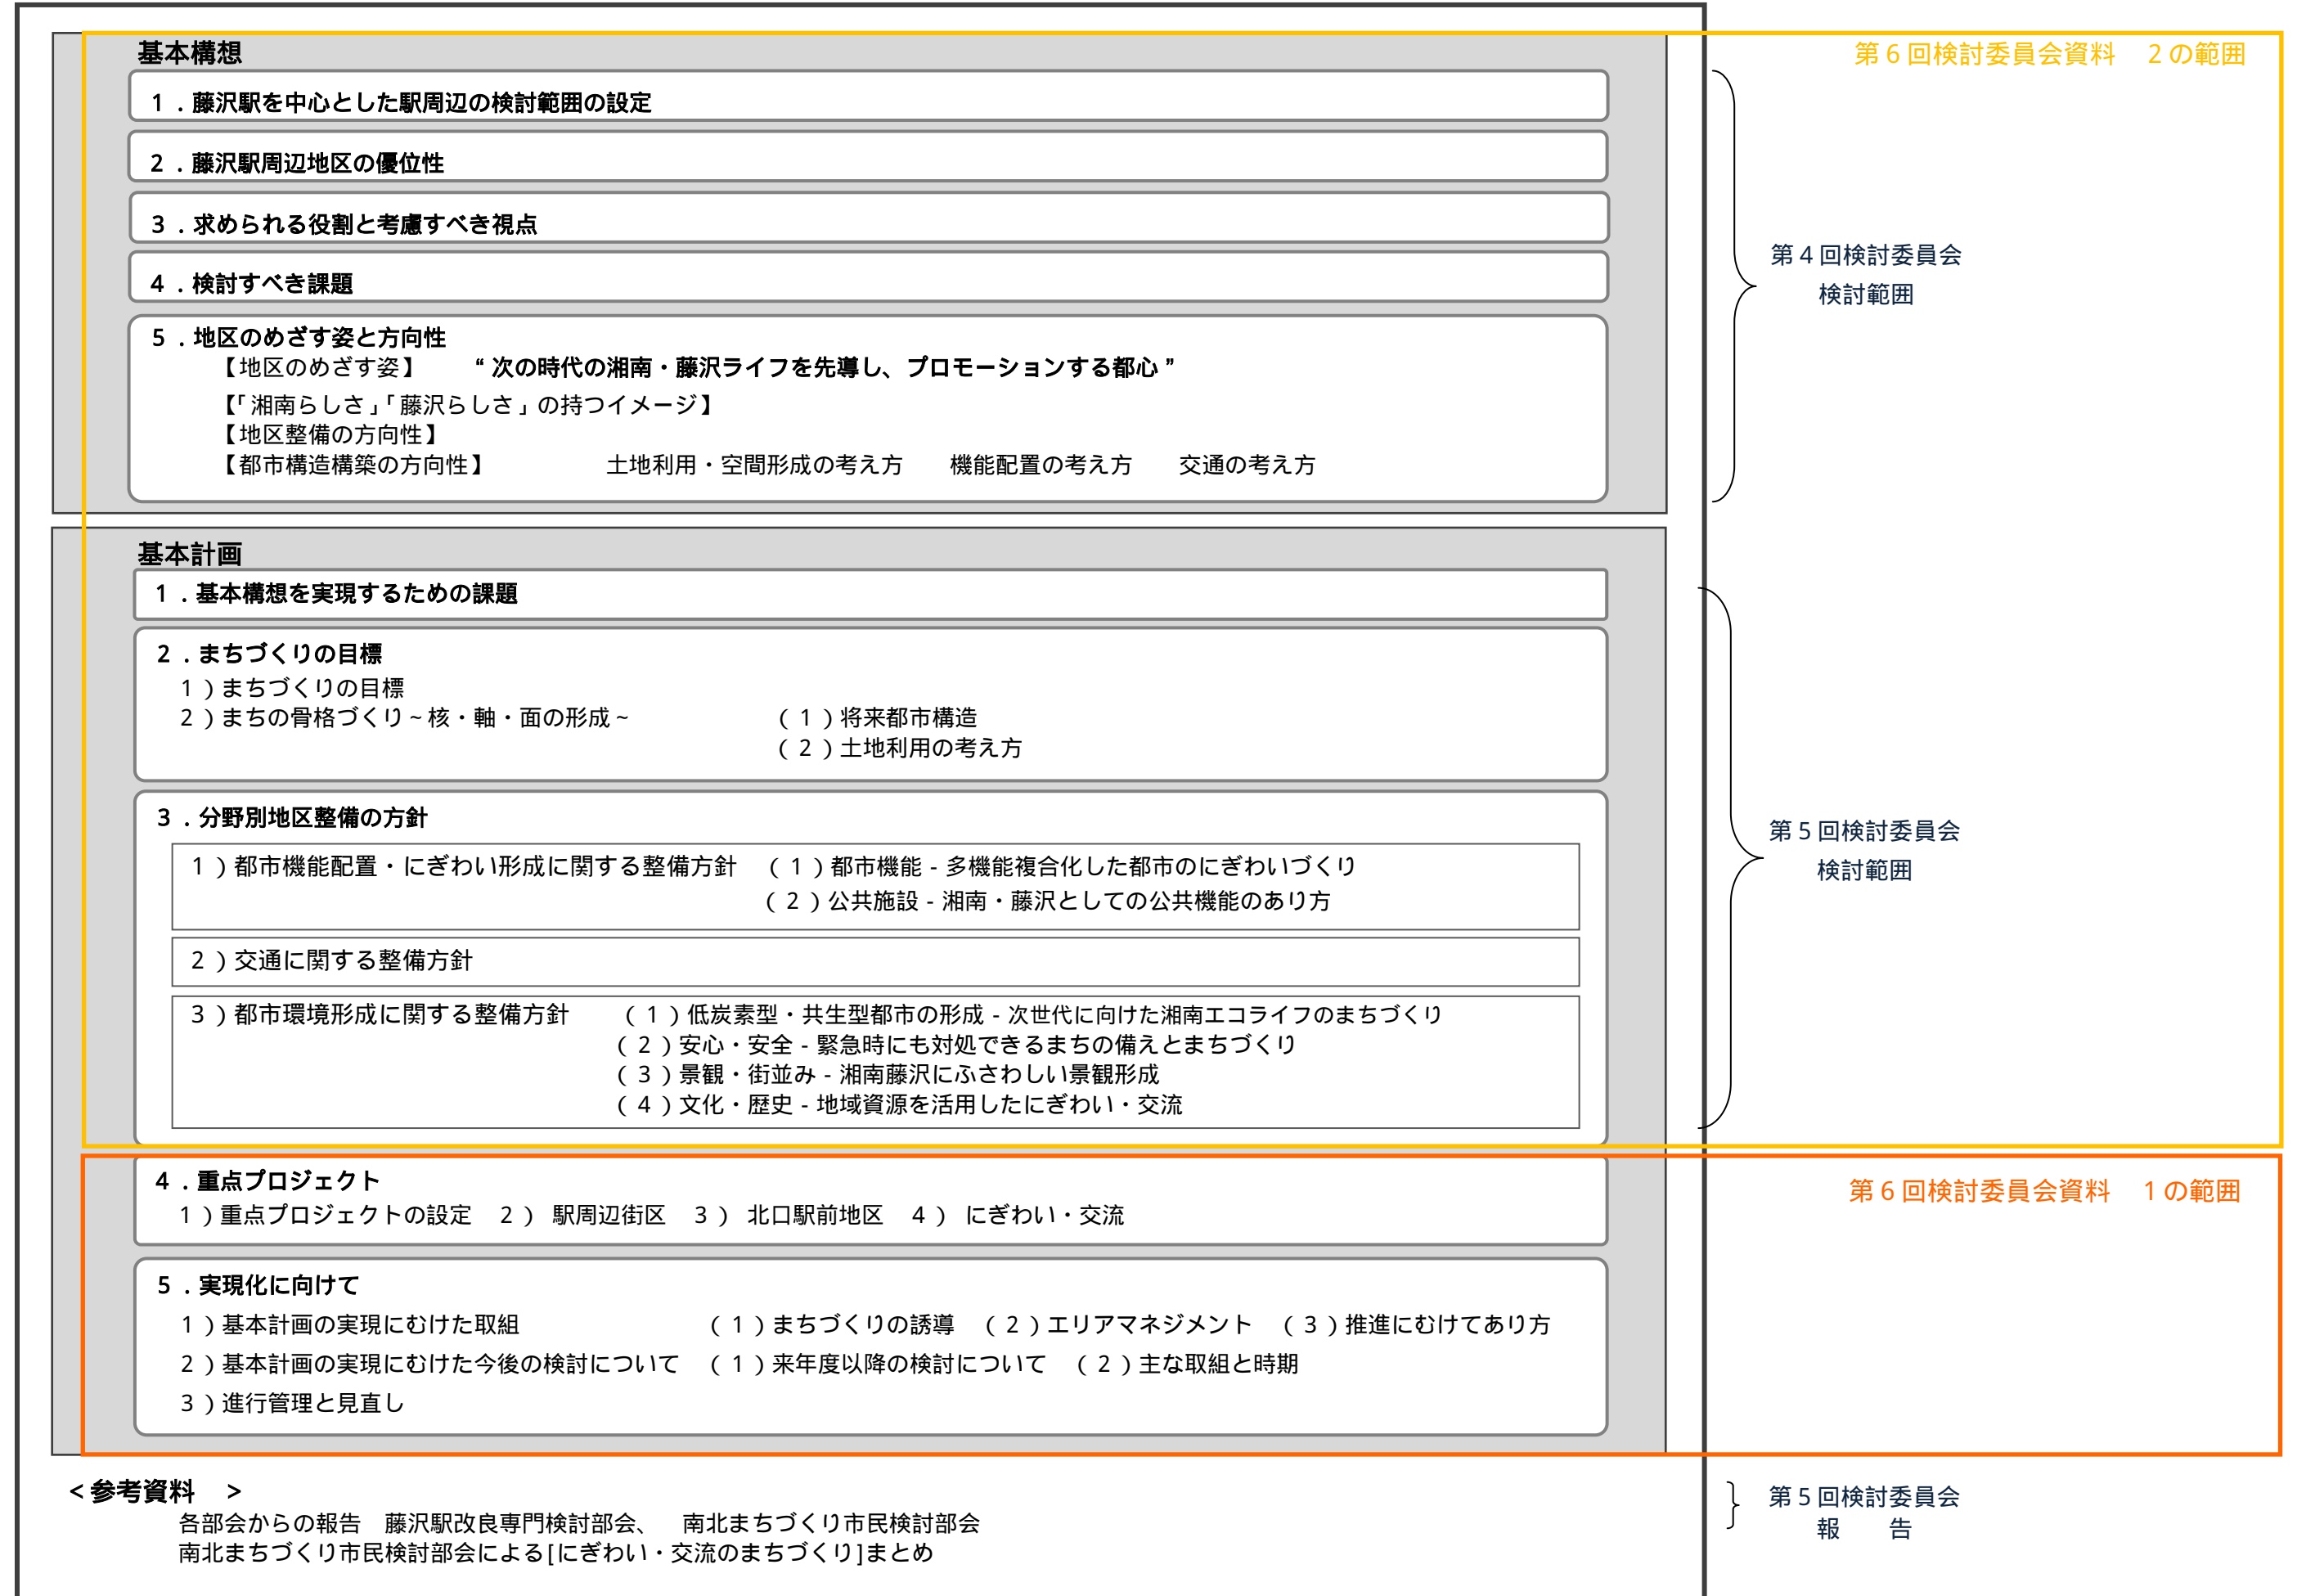 基本構想
第６回検討委員会資料　２の範囲
１．藤沢駅を中心とした駅周辺の検討範囲の設定
２．藤沢駅周辺地区の優位性
３．求められる役割と考慮すべき視点
４．検討すべき課題
第４回検討委員会
検討範囲
５．地区のめざす姿と方向性
【地区のめざす姿】　“次の時代の湘南・藤沢ライフを先導し、プロモーションする都心”
【「湘南らしさ」「藤沢らしさ」の持つイメージ】
【地区整備の方向性】
【都市構造構築の方向性】　土地利用・空間形成の考え方　機能配置の考え方　交通の考え方
基本計画
１．基本構想を実現するための課題
２．まちづくりの目標
１）まちづくりの目標
２）まちの骨格づくり~核・軸・面の形成~　（１）将来都市構造
（２）土地利用の考え方
３．分野別地区整備の方針
１）都市機能配置・にぎわい形成に関する整備方針　（１）都市機能-多機能複合化した都市のにぎわいづくり
（２）公共施設-湘南・藤沢としての公共機能のあり方
第５回検討委員会
検討範囲
２）交通に関する整備方針
３）都市環境形成に関する整備方針　（１）低炭素型・共生型都市の形成-次世代に向けた湘南エコライフのまちづくり
（２）安心・安全-緊急時にも対処できるまちの備えとまちづくり
（３）景観・街並み-湘南藤沢にふさわしい景観形成
（４）文化・歴史-地域資源を活用したにぎわい・交流
４．重点プロジェクト
第６回検討委員会資料　１の範囲
１）重点プロジェクトの設定　２）駅周辺街区　３）北口駅前地区　４）にぎわい・交流
５．実現化に向けて
１）基本計画の実現にむけた取組　（１）まちづくりの誘導　（２）エリアマネジメント　（３）推進にむけてあり方
２）基本計画の実現にむけた今後の検討について　（１）来年度以降の検討について　（２）主な取組と時期
３）進行管理と見直し
<参考資料　>
各部会からの報告　藤沢駅改良専門検討部会、　南北まちづくり市民検討部会
南北まちづくり市民検討部会による[にぎわい・交流のまちづくり]まとめ
第５回検討委員会
報　告